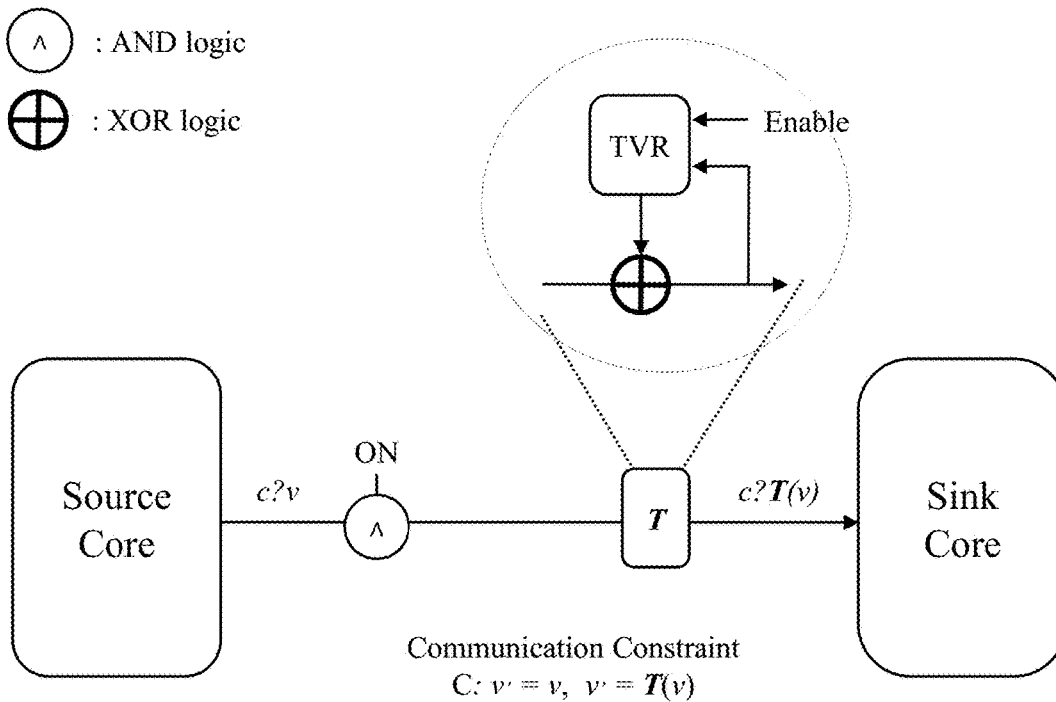 ^ : AND logic
: XOR logic
TVR
Enable
ON
Source
Core
c?v
^
T
c?T(v)
Sink
Core
Communication Constraint
C: v' = v, v' = T(v)